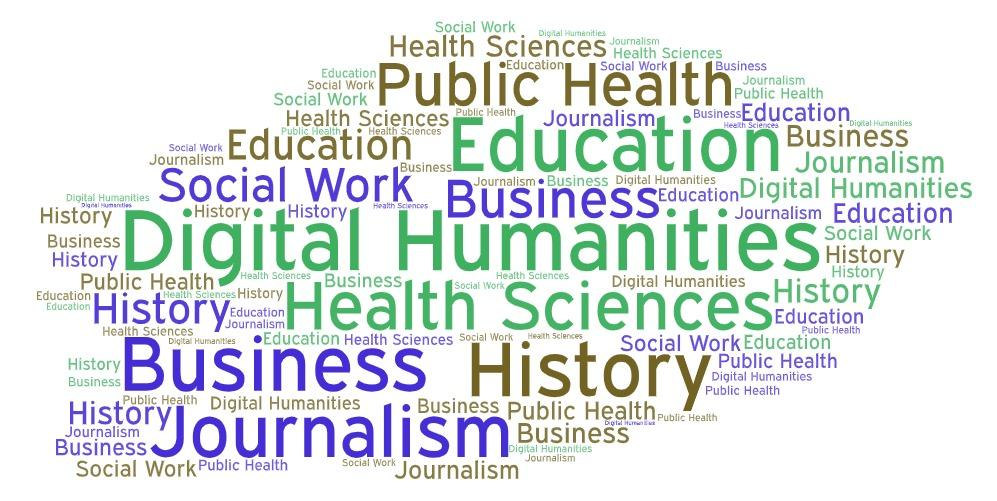 Social Work
Digital Humanities
Health Sciences
Journalism
Health Sciences
Education
Social Work
Business
Education
Public Health
Social Work
Journalism
Social Work
Public Health
Health Sciences
Public Health
Journalism
Business
Education
Public Health
Health Sciences
Health Sciences
Digital Humanities
Education
Education
Business
Social Work
Journalism
Business
Journalism
Social Work
Journalism
Business
Digital Humanities
Business
Education
Digital Humanities
Digital Humanities
Digital Humanities
History
History
History
Health Sciences
Journalism
Education
Digital Humanities
Social Work
Business
History
History
Public Health
Health Sciences
Business
Health Sciences
Social Work
Digital Humanities
History
History
Education
Education
Health Sciences
History
History
Education
Journalism
Health Sciences
Education
Public Health
Health Sciences
Digital Humanities
Education
Health Sciences
Social Work
Health Sciences
Social Work
Education
Business
History
History
Business
Public Health
Digital Humanities
Public Health
Public Health
Digital Humanities
Business
Public Health
Public Health
History
Journalism
Digital Humanities
Journalism
Business
Business
Digital Humanities
Social Work
Public Health
Social Work
Journalism
Journalism